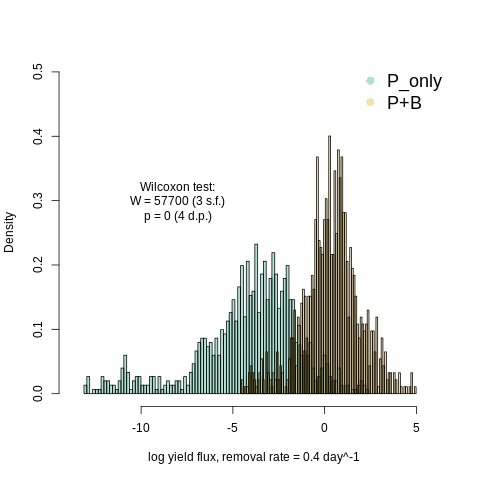 P_only
P+B
Wilcoxon test:
W = 57700 (3 s.f.)
p = 0 (4 d.p.)
Density
0.5
0.4
0.3
0.2
0.1
0.0
-10 -5 0 5
log yield flux, removal rate = 0.4 day^-1